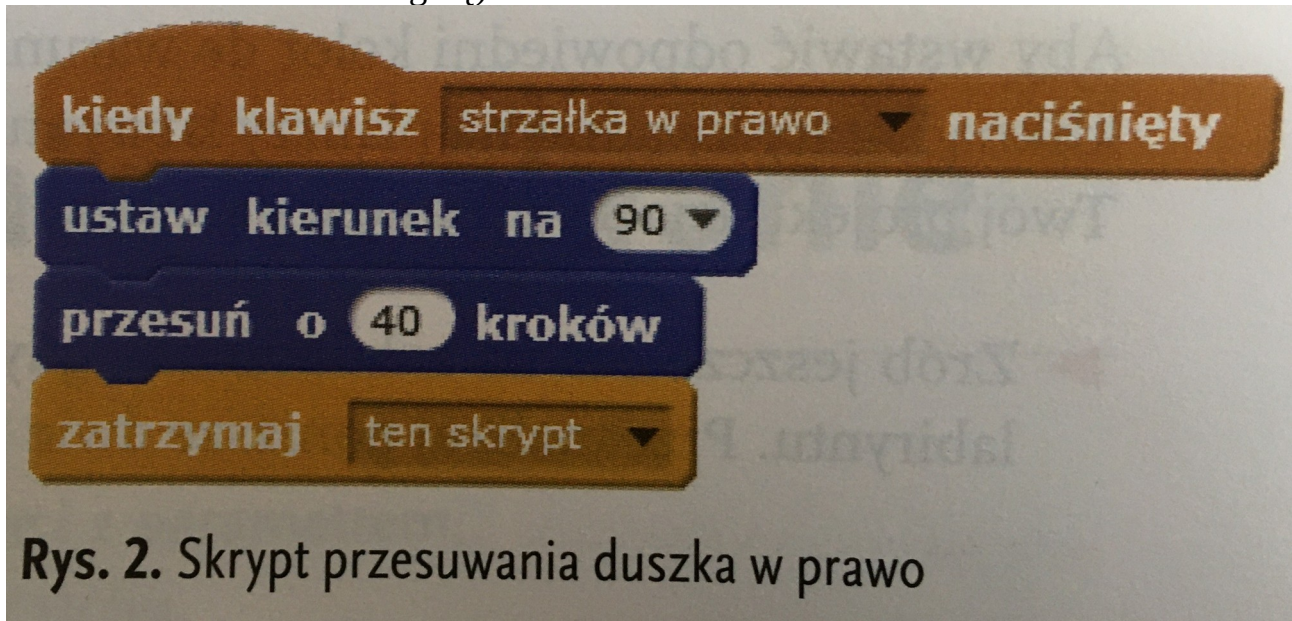 kiedy klawisz strzałka w prawo naciśnięty
ustaw kierunek na 90
przesuń o 40 kroków
zatrzymaj ten skrypt
Rys. 2. Skrypt przesuwania duszka w prawo